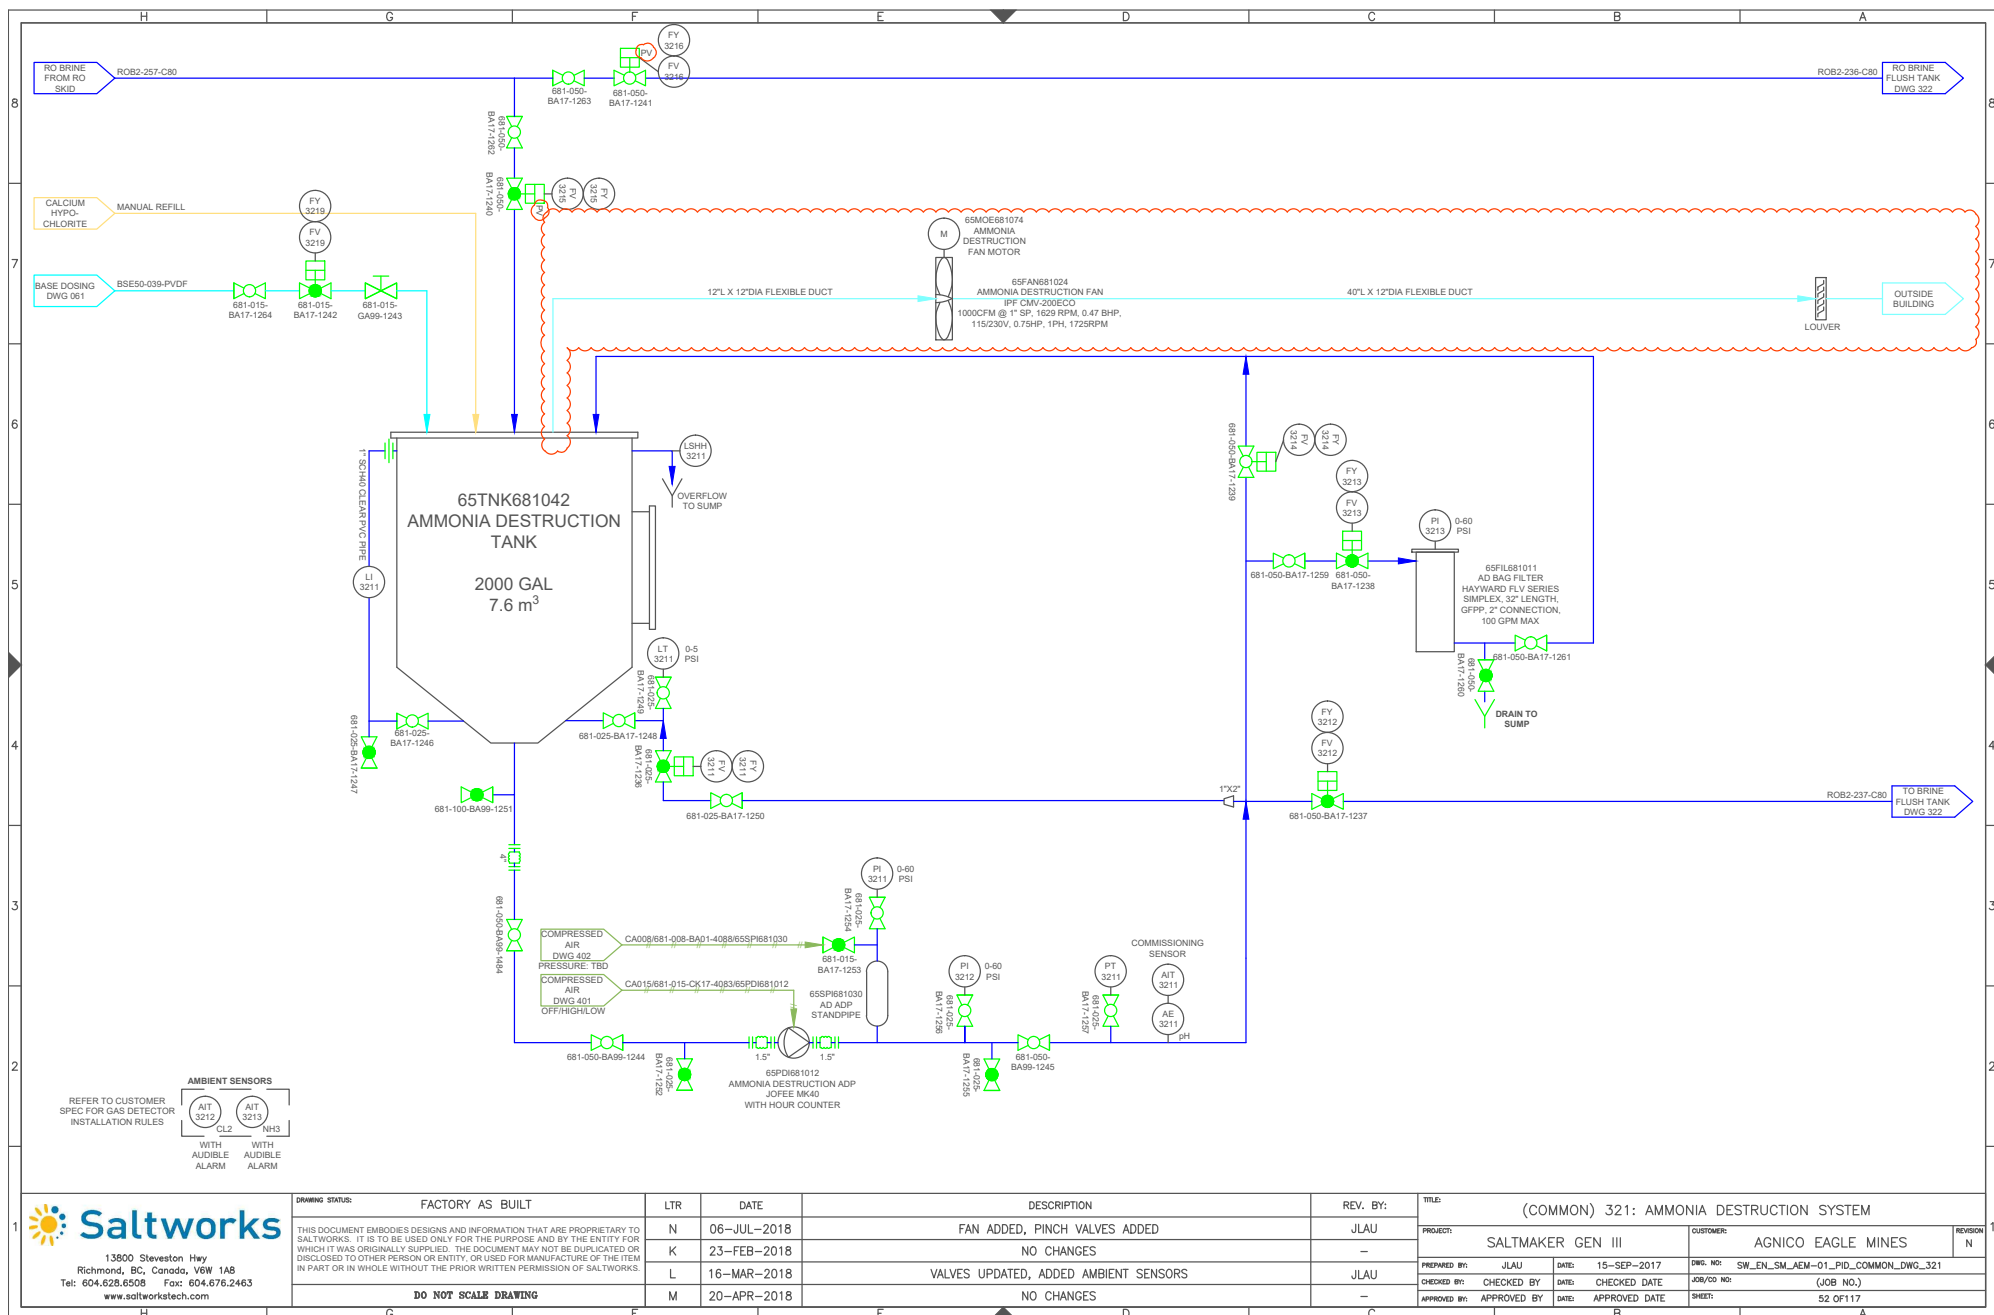 H G F E D C B A
8
7
6
5
4
3
2
1
8
7
6
5
4
3
2
1
RO BRINE
FROM RO
SKID
ROB2-257-C80
681-050-
BA17-1263
681-050-
BA17-1241
PV
FY
3216
FV
3216
ROB2-236-C80
RO BRINE
FLUSH TANK
DWG 322
681-050-
BA17-1262
681-050-
BA17-1240
FV
3215
FY
3215
PV
CALCIUM
HYPO-
CHLORITE
MANUAL REFILL
FY
3219
FV
3219
BASE DOSING
DWG 061
BSE50-039-PVDF
681-015-
BA17-1264
681-015-
BA17-1242
681-015-
GA99-1243
M
65MOE681074
AMMONIA
DESTRUCTION
FAN MOTOR
12"L X 12"DIA FLEXIBLE DUCT
65FAN681024
AMMONIA DESTRUCTION FAN
IPF CMV-200ECO
1000CFM @ 1" SP, 1629 RPM, 0.47 BHP,
115/230V, 0.75HP, 1PH, 1725RPM
40"L X 12"DIA FLEXIBLE DUCT
LOUVER
OUTSIDE
BUILDING
1" SCH40 CLEAR PVC PIPE
LI
3211
65TNK681042
AMMONIA DESTRUCTION
TANK
2000 GAL
7.6 m3
LSHH
3211
OVERFLOW
TO SUMP
681-050-BA17-1239
FV
3214
FY
3214
FY
3213
FV
3213
681-050-BA17-1259
681-050-
BA17-1238
PI
3213
0-60
PSI
65FIL681011
AD BAG FILTER
HAYWARD FLV SERIES
SIMPLEX, 32" LENGTH,
GFPP, 2" CONNECTION,
100 GPM MAX
681-050-BA17-1261
681-050-
BA17-1260
DRAIN TO
SUMP
LT
3211
0-5
PSI
681-025-
BA17-1249
681-025-
BA17-1246
681-025-BA17-1247
681-025-BA17-1248
681-025-
BA17-1236
FV
3211
FY
3211
681-025-BA17-1250
681-100-BA99-1251
1"X2"
FY
3212
FV
3212
681-050-BA17-1237
ROB2-237-C80
TO BRINE
FLUSH TANK
DWG 322
4"
681-050-BA99-1484
PI
3211
0-60
PSI
681-025-
BA17-1254
COMPRESSED
AIR
DWG 402
PRESSURE: TBD
CA008/681-008-BA01-4088/65SPI681030
681-015-
BA17-1253
COMPRESSED
AIR
DWG 401
OFF/HIGH/LOW
CA015/681-015-CK17-4083/65PDI681012
65SPI681030
AD ADP
STANDPIPE
PI
3212
0-60
PSI
681-025-
BA17-1256
COMMISSIONING
SENSOR
PT
3211
681-025-
BA17-1257
AIT
3211
AE
3211
pH
681-050-BA99-1244
681-025-
BA17-1252
1.5"
1.5"
65PDI681012
AMMONIA DESTRUCTION ADP
JOFEE MK40
WITH HOUR COUNTER
681-025-
BA17-1255
681-050-
BA99-1245
AMBIENT SENSORS
REFER TO CUSTOMER
SPEC FOR GAS DETECTOR
INSTALLATION RULES
AIT
3212
CL2
AIT
3213
NH3
WITH
AUDIBLE
ALARM
WITH
AUDIBLE
ALARM
Saltworks
13800 Steveston Hwy
Richmond, BC, Canada, V6W 1A8
Tel: 604.628.6508 Fax: 604.676.2463
www.saltworkstech.com
DRAWING STATUS: FACTORY AS BUILT
THIS DOCUMENT EMBODIES DESIGNS AND INFORMATION THAT ARE PROPRIETARY TO
SALTWORKS. IT IS TO BE USED ONLY FOR THE PURPOSE AND BY THE ENTITY FOR
WHICH IT WAS ORIGINALLY SUPPLIED. THE DOCUMENT MAY NOT BE DUPLICATED OR
DISCLOSED TO OTHER PERSON OR ENTITY, OR USED FOR MANUFACTURE OF THE ITEM
IN PART OR IN WHOLE WITHOUT THE PRIOR WRITTEN PERMISSION OF SALTWORKS.
DO NOT SCALE DRAWING
LTR DATE DESCRIPTION REV. BY:
N 06-JUL-2018 FAN ADDED, PINCH VALVES ADDED JLAU
K 23-FEB-2018 NO CHANGES -
L 16-MAR-2018 VALVES UPDATED, ADDED AMBIENT SENSORS JLAU
M 20-APR-2018 NO CHANGES -
TITLE: (COMMON) 321: AMMONIA DESTRUCTION SYSTEM
PROJECT: SALTMAKER GEN III
CUSTOMER: AGNICO EAGLE MINES
REVISION N
PREPARED BY: JLAU DATE: 15-SEP-2017 DWG. NO: SW_EN_SM_AEM-01_PID_COMMON_DWG_321
CHECKED BY: CHECKED BY DATE: CHECKED DATE JOB/CO NO: (JOB NO.)
APPROVED BY: APPROVED BY DATE: APPROVED DATE SHEET: 52 OF117
H G F E D C B A